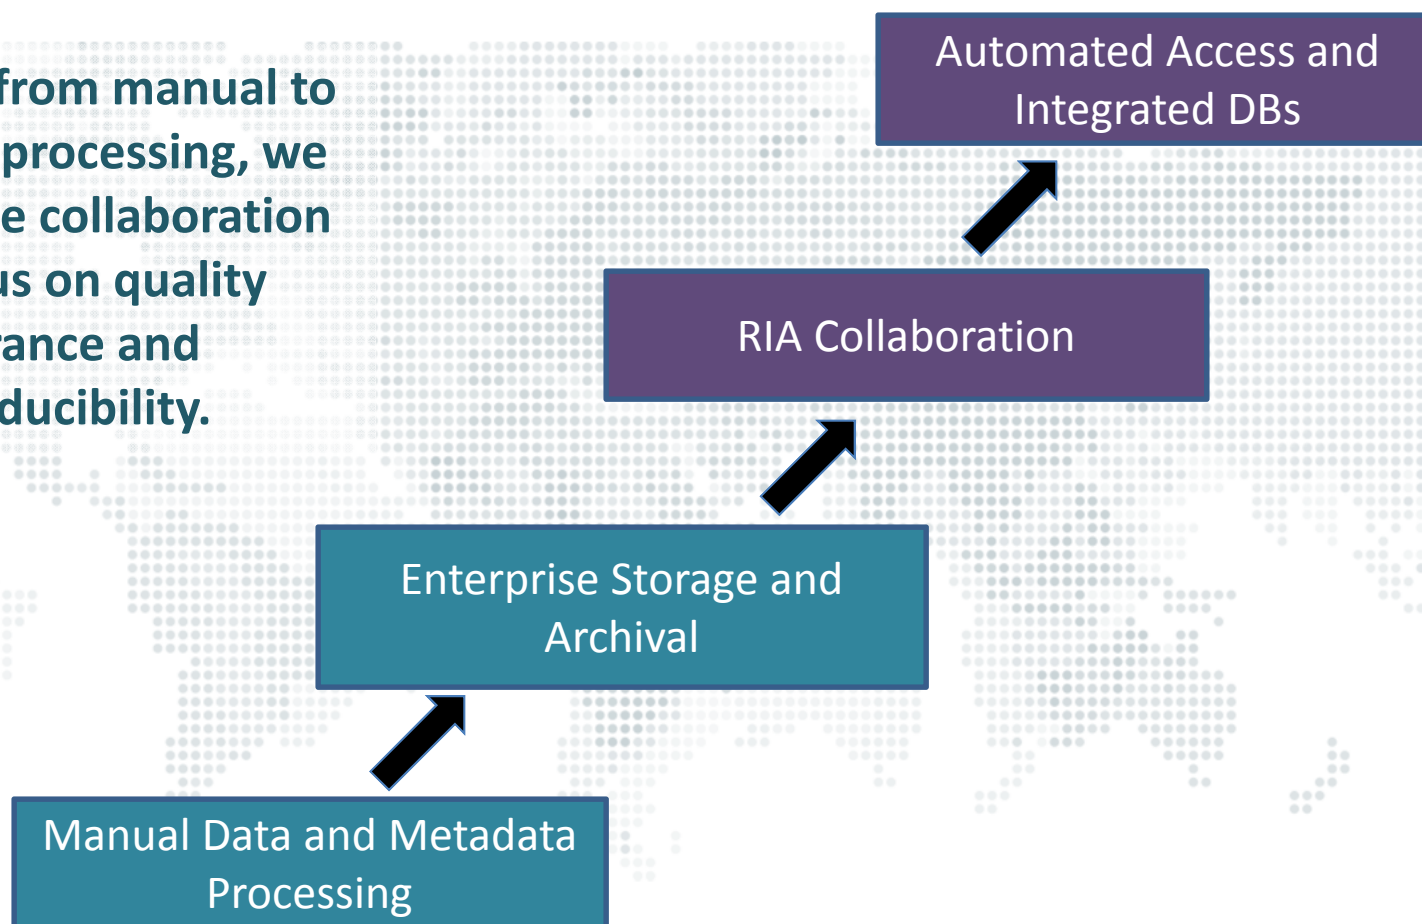 from manual to
processing, we
e collaboration
us on quality
rance and
ducibility.
Automated Access and
Integrated DBs
RIA Collaboration
Enterprise Storage and
Archival
Manual Data and Metadata
Processing